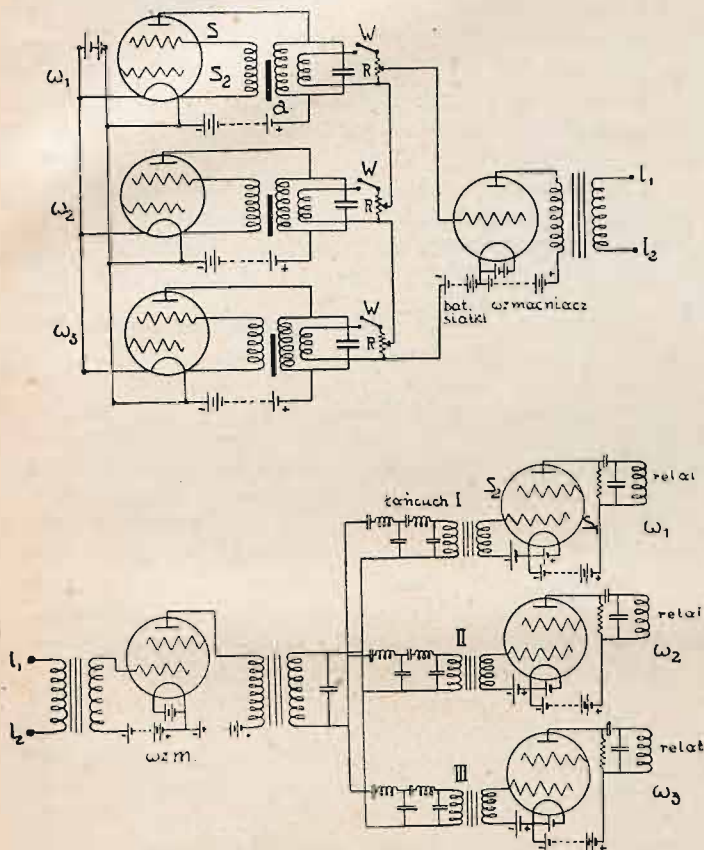 ω₁
S
S₂
a
W
R
ω₂
W
R
ω₃
W
R
l₁
l₂
bat. siatki
wzmacniacz
Łańcuch I
S₂
S₁
relai
ω₁
II
relai
ω₂
III
relai
ω₃
l₁
l₂
wzm.